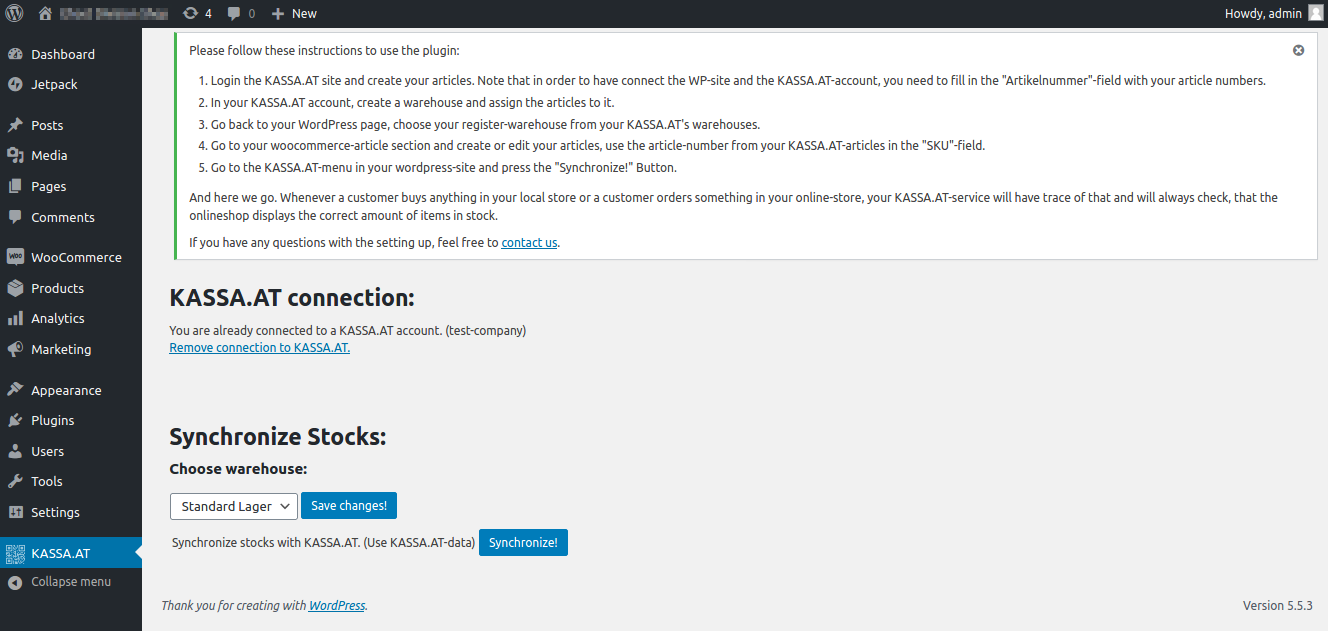 4 0 New Howdy, admin
Dashboard
Jetpack
Posts
Media
Pages
Comments
WOO WooCommerce
Products
Analytics
Marketing
Appearance
Plugins
Users
Tools
Settings
KASSA.AT
Collapse menu
Please follow these instructions to use the plugin:
1. Login the KASSA.AT site and create your articles. Note that in order to have connect the WP-site and the KASSA.AT-account, you need to fill in the "Artikelnummer"-field with your article numbers.
2. In your KASSA.AT account, create a warehouse and assign the articles to it.
3. Go back to your WordPress page, choose your register-warehouse from your KASSA.AT's warehouses.
4. Go to your woocommerce-article section and create or edit your articles, use the article-number from your KASSA.AT-articles in the "SKU"-field.
5. Go to the KASSA.AT-menu in your wordpress-site and press the "Synchronize!" Button.
And here we go. Whenever a customer buys anything in your local store or a customer orders something in your online-store, your KASSA.AT-service will have trace of that and will always check, that the
onlineshop displays the correct amount of items in stock.
If you have any questions with the setting up, feel free to contact us.
KASSA.AT connection:
You are already connected to a KASSA.AT account. (test-company)
Remove connection to KASSA.AT.
Synchronize Stocks:
Choose warehouse:
Standard Lager Save changes!
Synchronize stocks with KASSA.AT. (Use KASSA.AT-data) Synchronize!
Thank you for creating with WordPress. Version 5.5.3